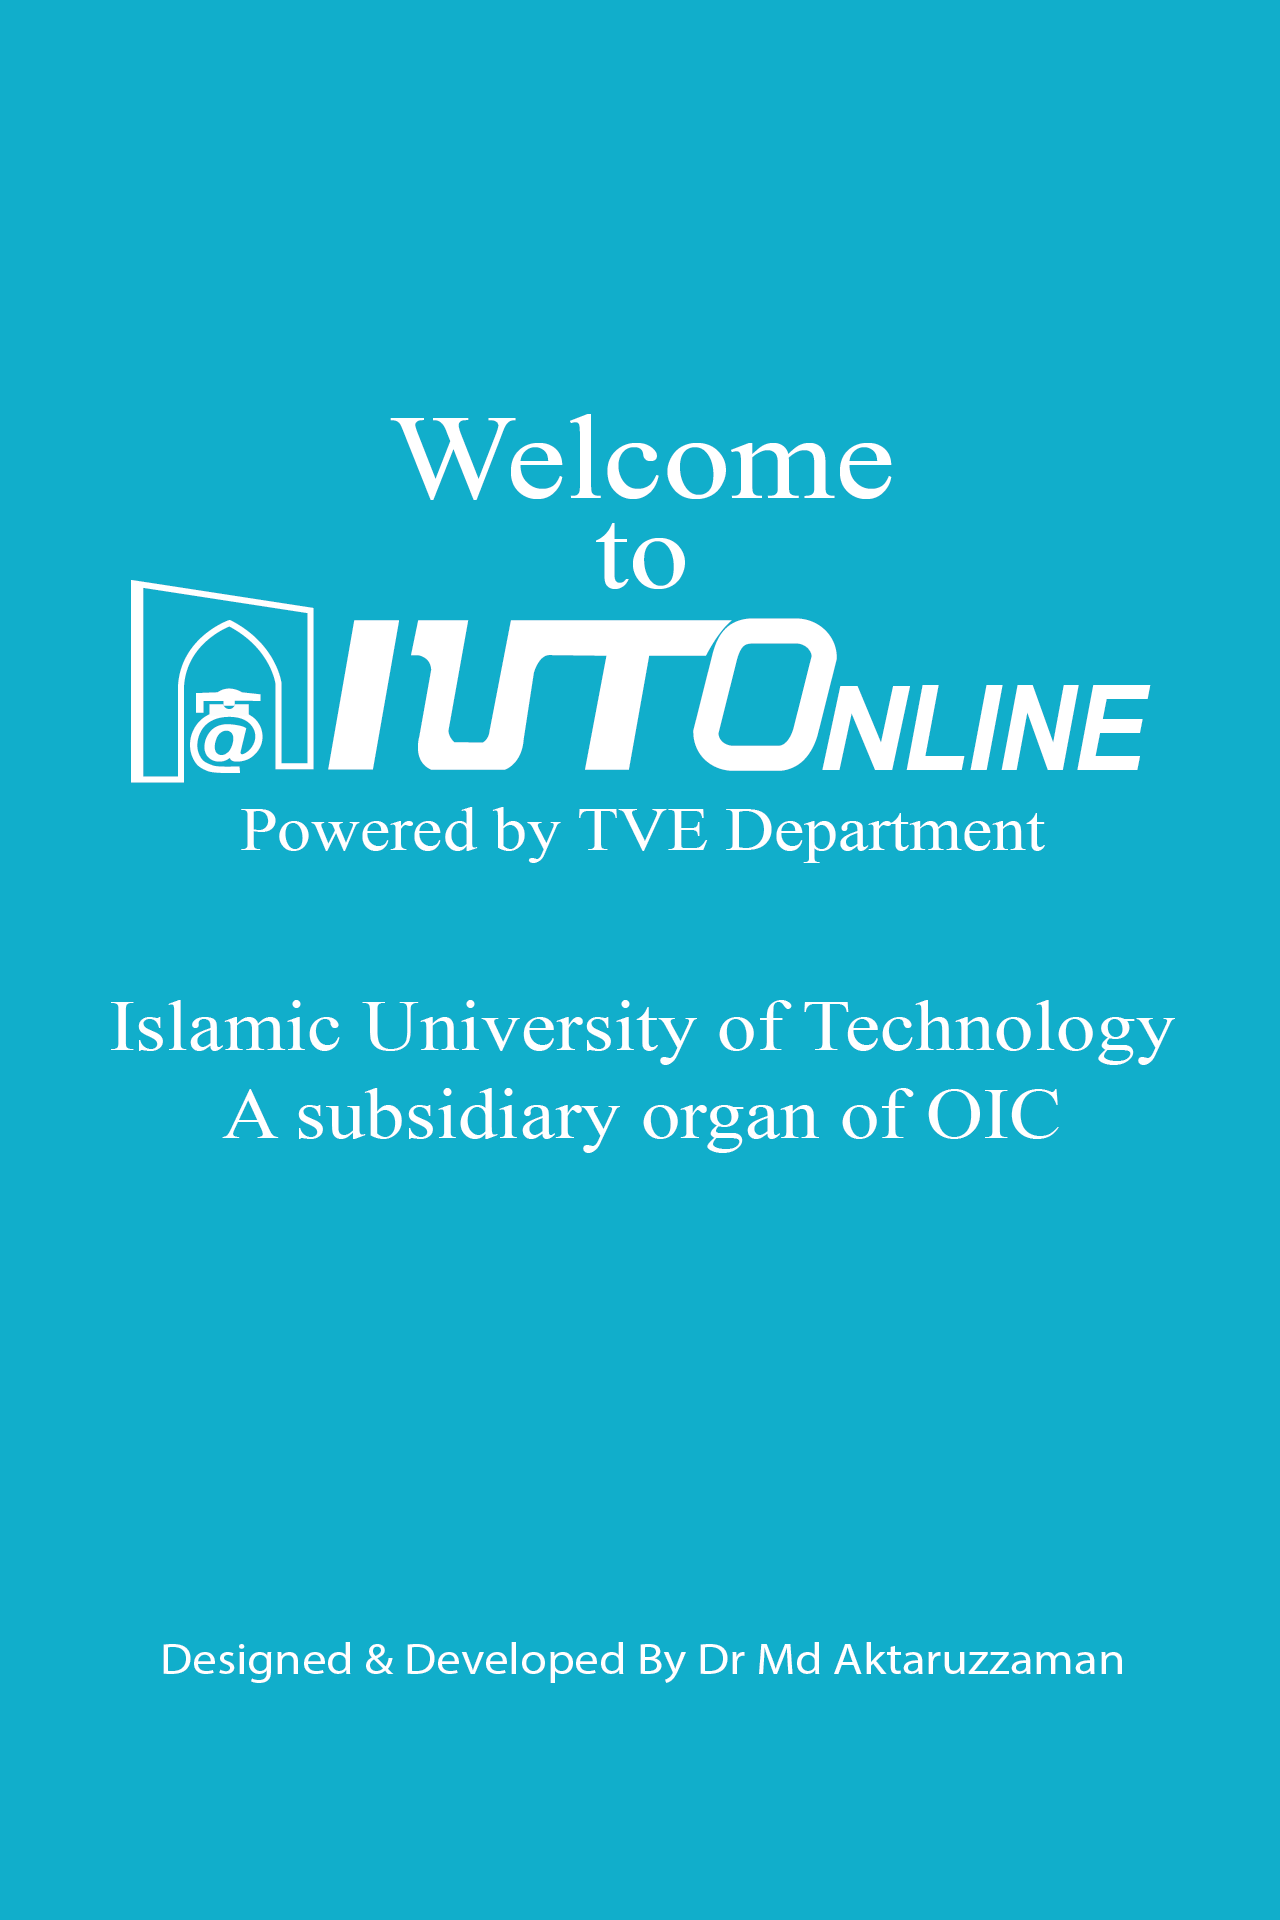 Welcome
to
@ IUTONLINE
Powered by TVE Department
Islamic University of Technology
A subsidiary organ of OIC
Designed & Developed By Dr Md Aktaruzzaman